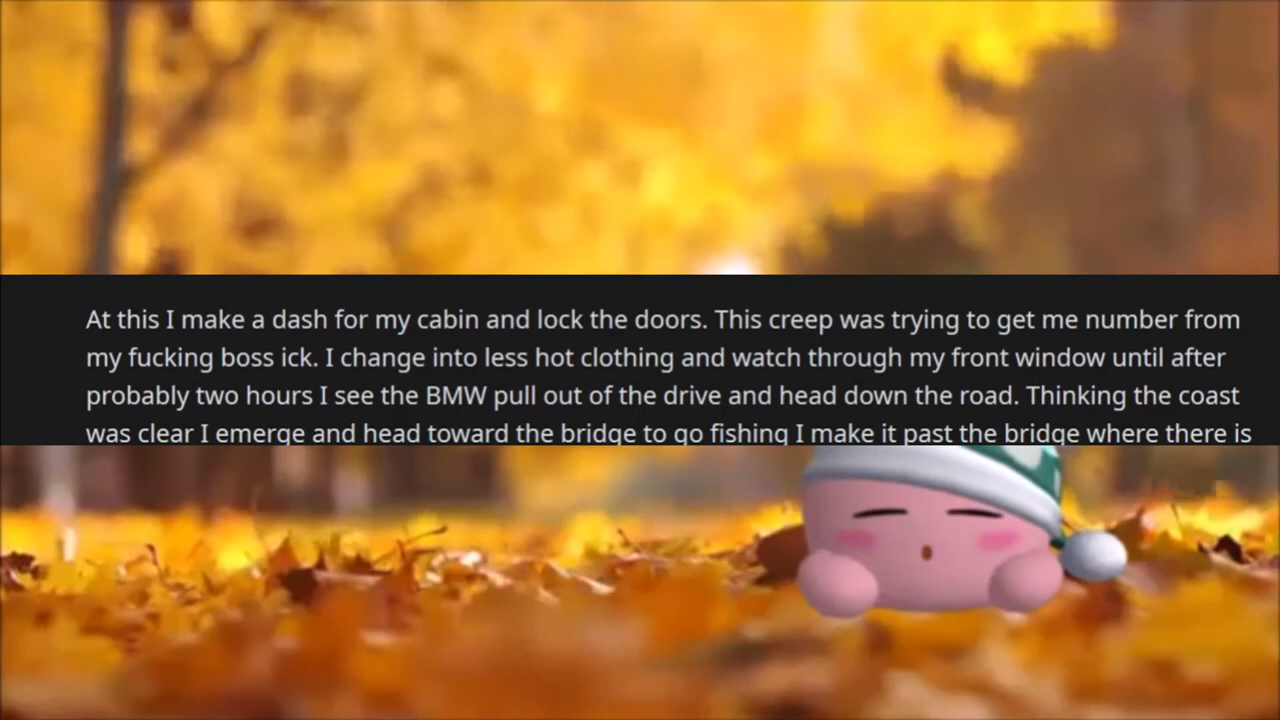 At this I make a dash for my cabin and lock the doors. This creep was trying to get me number from
my fucking boss ick. I change into less hot clothing and watch through my front window until after
probably two hours I see the BMW pull out of the drive and head down the road. Thinking the coast
was clear I emerge and head toward the bridge to go fishing I make it past the bridge where there is